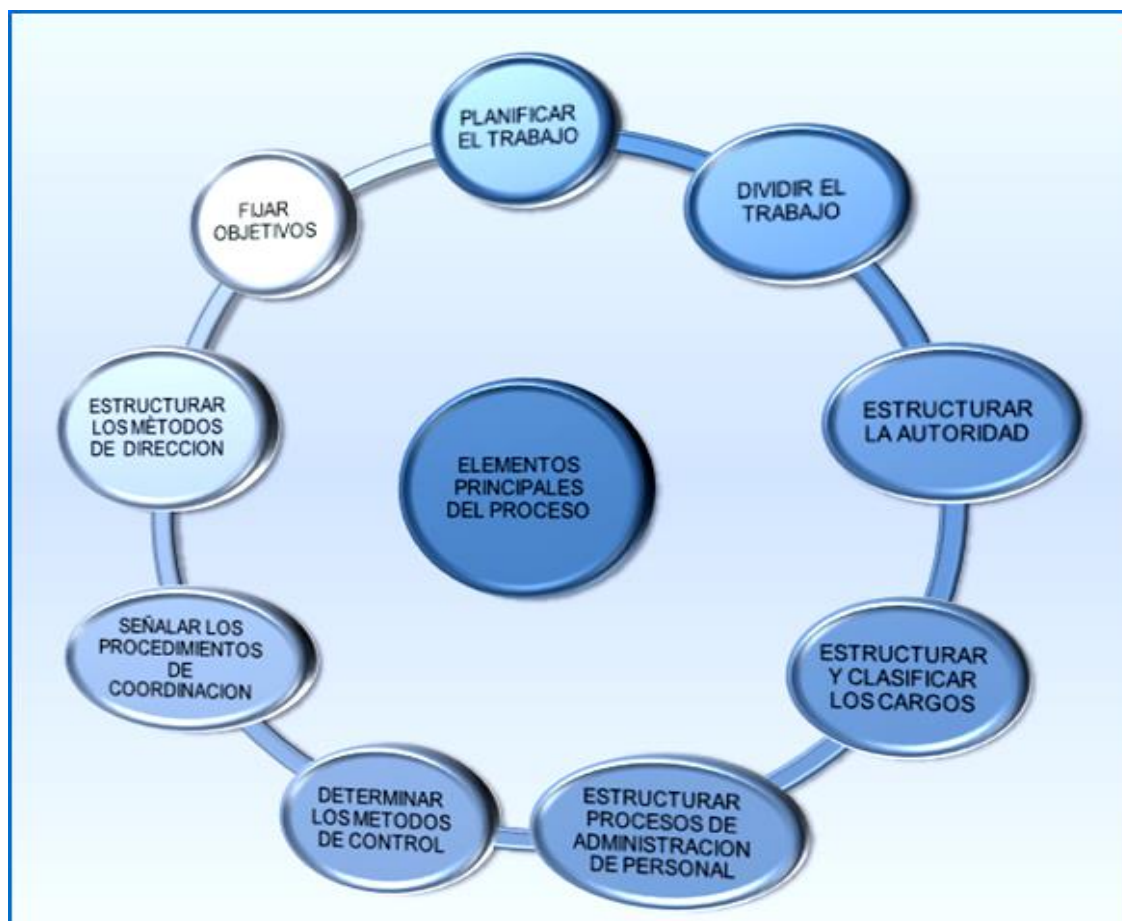 PLANIFICAR
EL TRABAJO
DIVIDIR EL
TRABAJO
FIJAR
OBJETIVOS
ESTRUCTURAR
LA AUTORIDAD
ESTRUCTURAR
LOS MÈTODOS
DE DIRECCION
ELEMENTOS
PRINCIPALES
DEL PROCESO
ESTRUCTURAR
Y CLASIFICAR
LOS CARGOS
SEÑALAR LOS
PROCEDIMIENTOS
DE
COORDINACION
ESTRUCTURAR
PROCESOS DE
ADMINISTRACION
DE PERSONAL
DETERMINAR
LOS METODOS
DE CONTROL